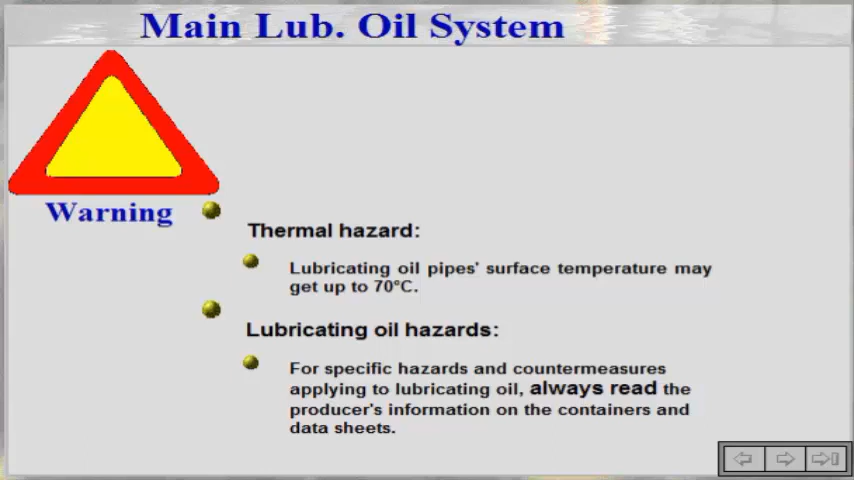 Main Lub. Oil System
Warning
Thermal hazard:
Lubricating oil pipes' surface temperature may
get up to 70°C.
Lubricating oil hazards:
For specific hazards and countermeasures
applying to lubricating oil, always read the
producer's information on the containers and
data sheets.